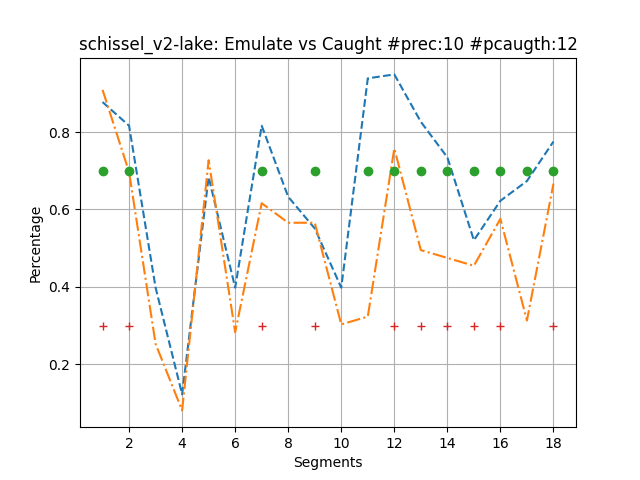 schissel_v2-lake: Emulate vs Caught #prec:10 #pcaugth:12
0.8
0.6
0.4
0.2
Percentage
2 4 6 8 10 12 14 16 18
Segments